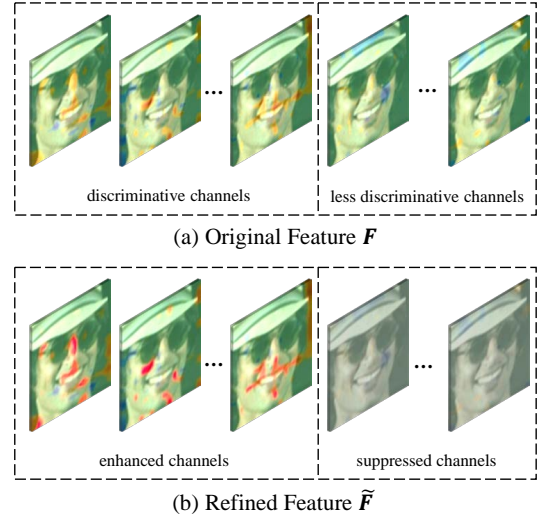 ... ...
discriminative channels less discriminative channels
(a) Original Feature F
... ...
enhanced channels suppressed channels
(b) Refined Feature F̃